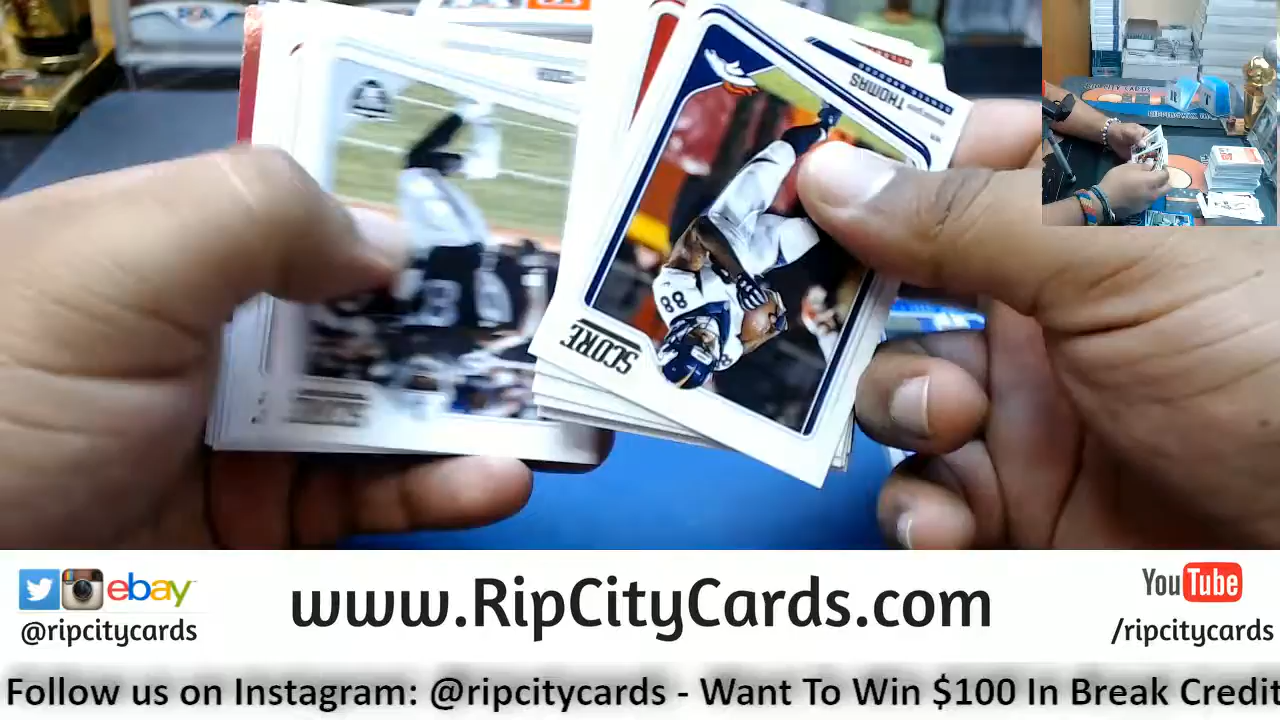 THOMAS
88
SCORE
ebay
@ripcitycards
www.RipCityCards.com
YouTube
/ripcitycards
Follow us on Instagram: @ripcitycards - Want To Win $100 In Break Credit